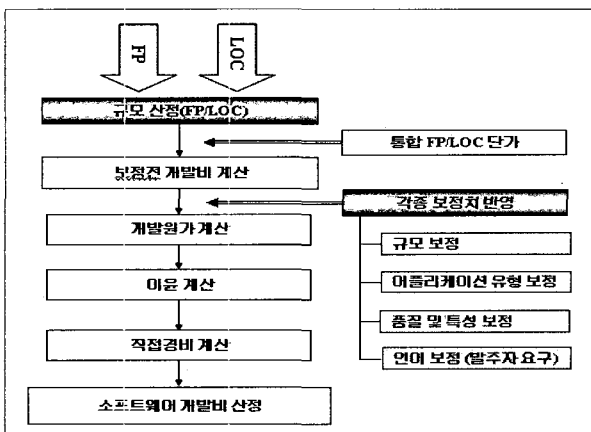 FP
LOC
규모 산정(FP/LOC)
통합 FP/LOC 단가
보정전 개발비 계산
각종 보정치 반영
개발원가 계산
규모 보정
어플리케이션 유형 보정
이윤 계산
품질 및 특성 보정
직접경비 계산
언어 보정 (발주자 요구)
소프트웨어 개발비 산정